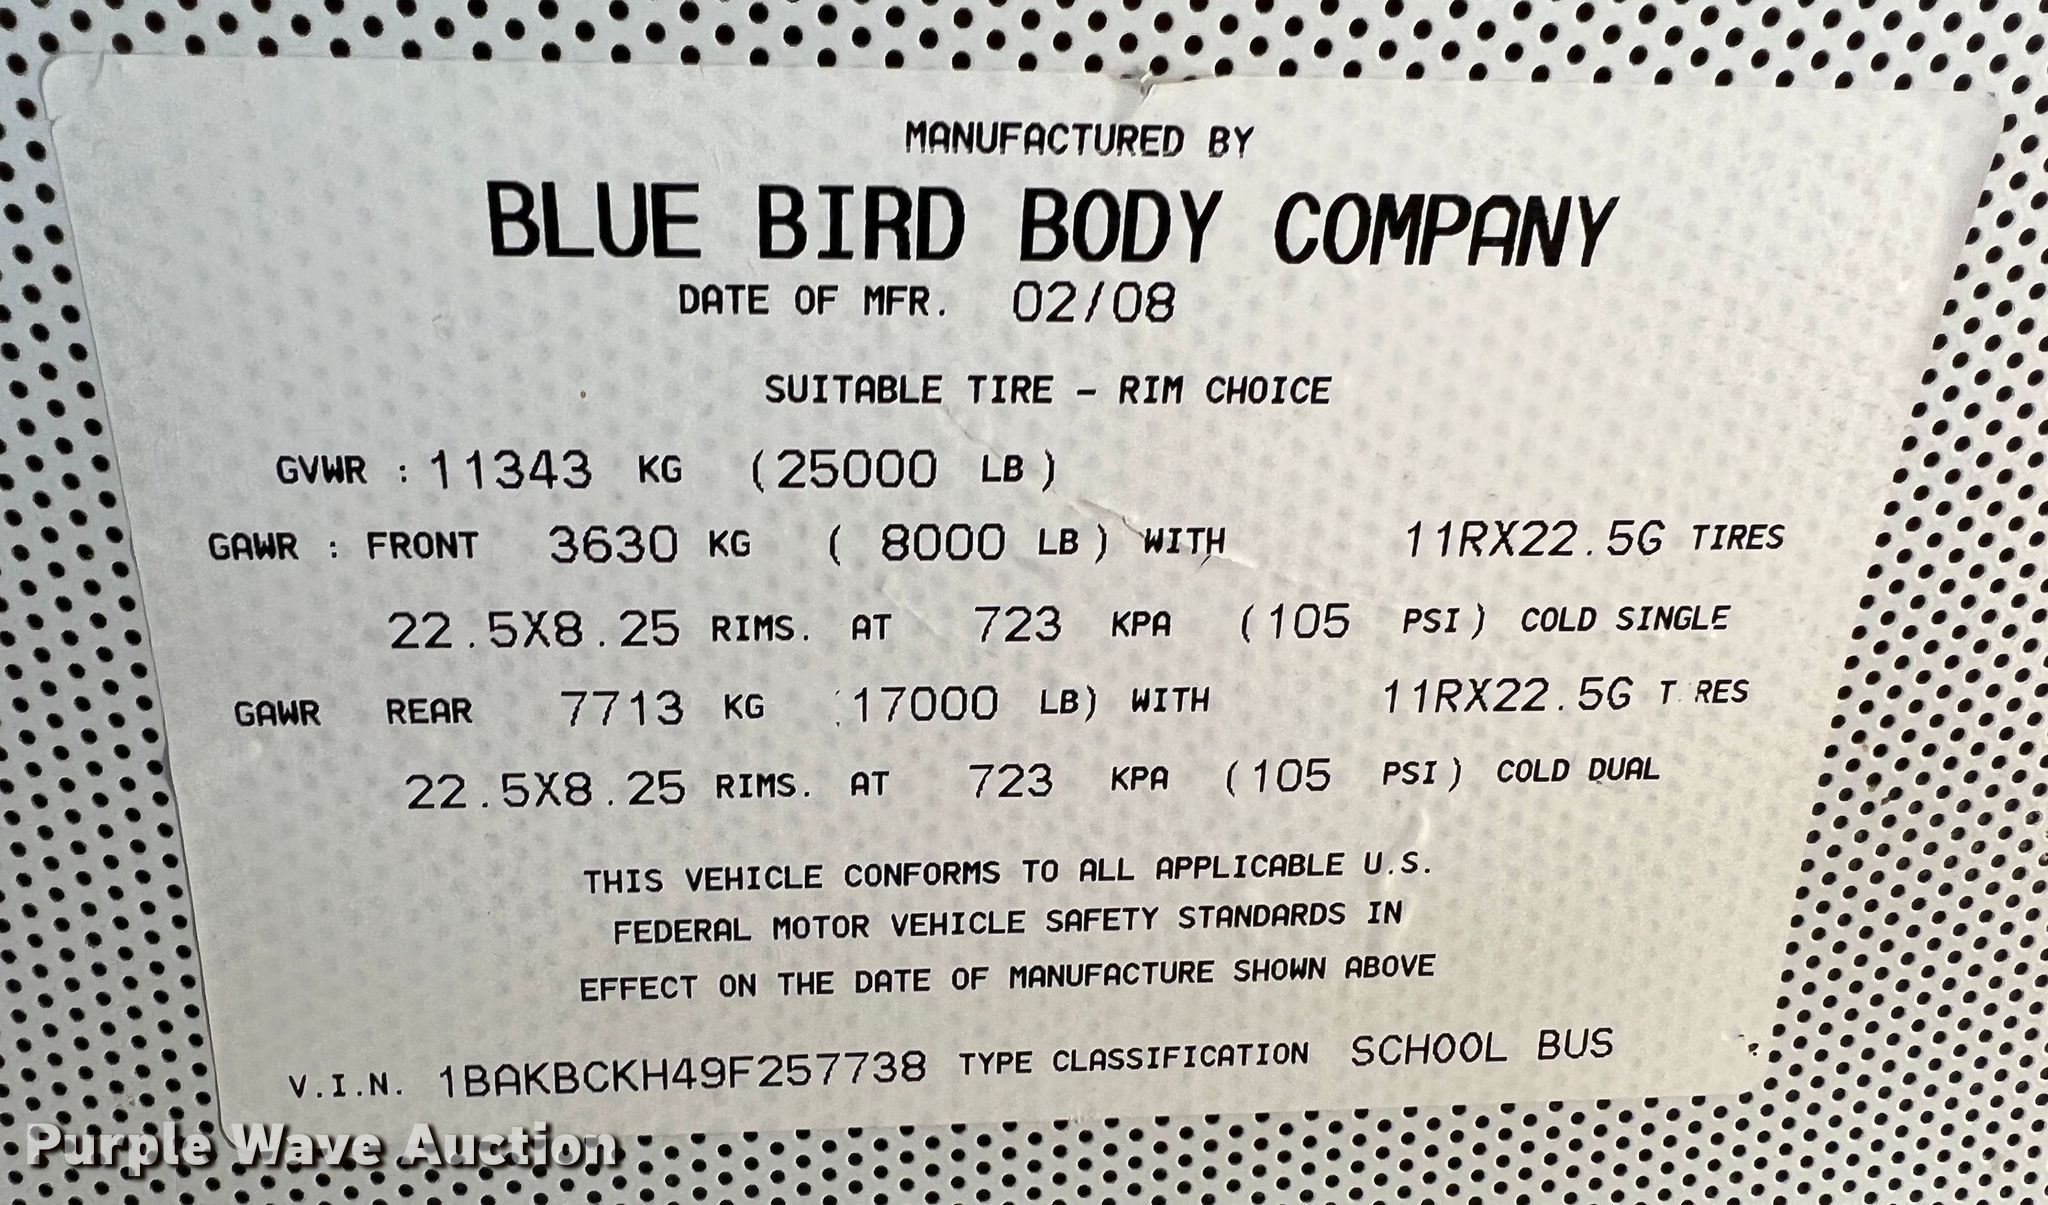 MANUFACTURED BY
BLUE BIRD BODY COMPANY
DATE OF MFR. 02/08
SUITABLE TIRE - RIM CHOICE
GVWR : 11343 KG (25000 LB)
GAWR : FRONT 3630 KG ( 8000 LB) WITH 11RX22.5G TIRES
22.5X8.25 RIMS. AT 723 KPA (105 PSI) COLD SINGLE
GAWR REAR 7713 KG 17000 LB) WITH 11RX22.5G T RES
22.5X8.25 RIMS. AT 723 KPA (105 PSI) COLD DUAL
THIS VEHICLE CONFORMS TO ALL APPLICABLE U.S.
FEDERAL MOTOR VEHICLE SAFETY STANDARDS IN
EFFECT ON THE DATE OF MANUFACTURE SHOWN ABOVE
V.I.N. 1BAKBCKH49F257738 TYPE CLASSIFICATION SCHOOL BUS
Purple Wave Auction